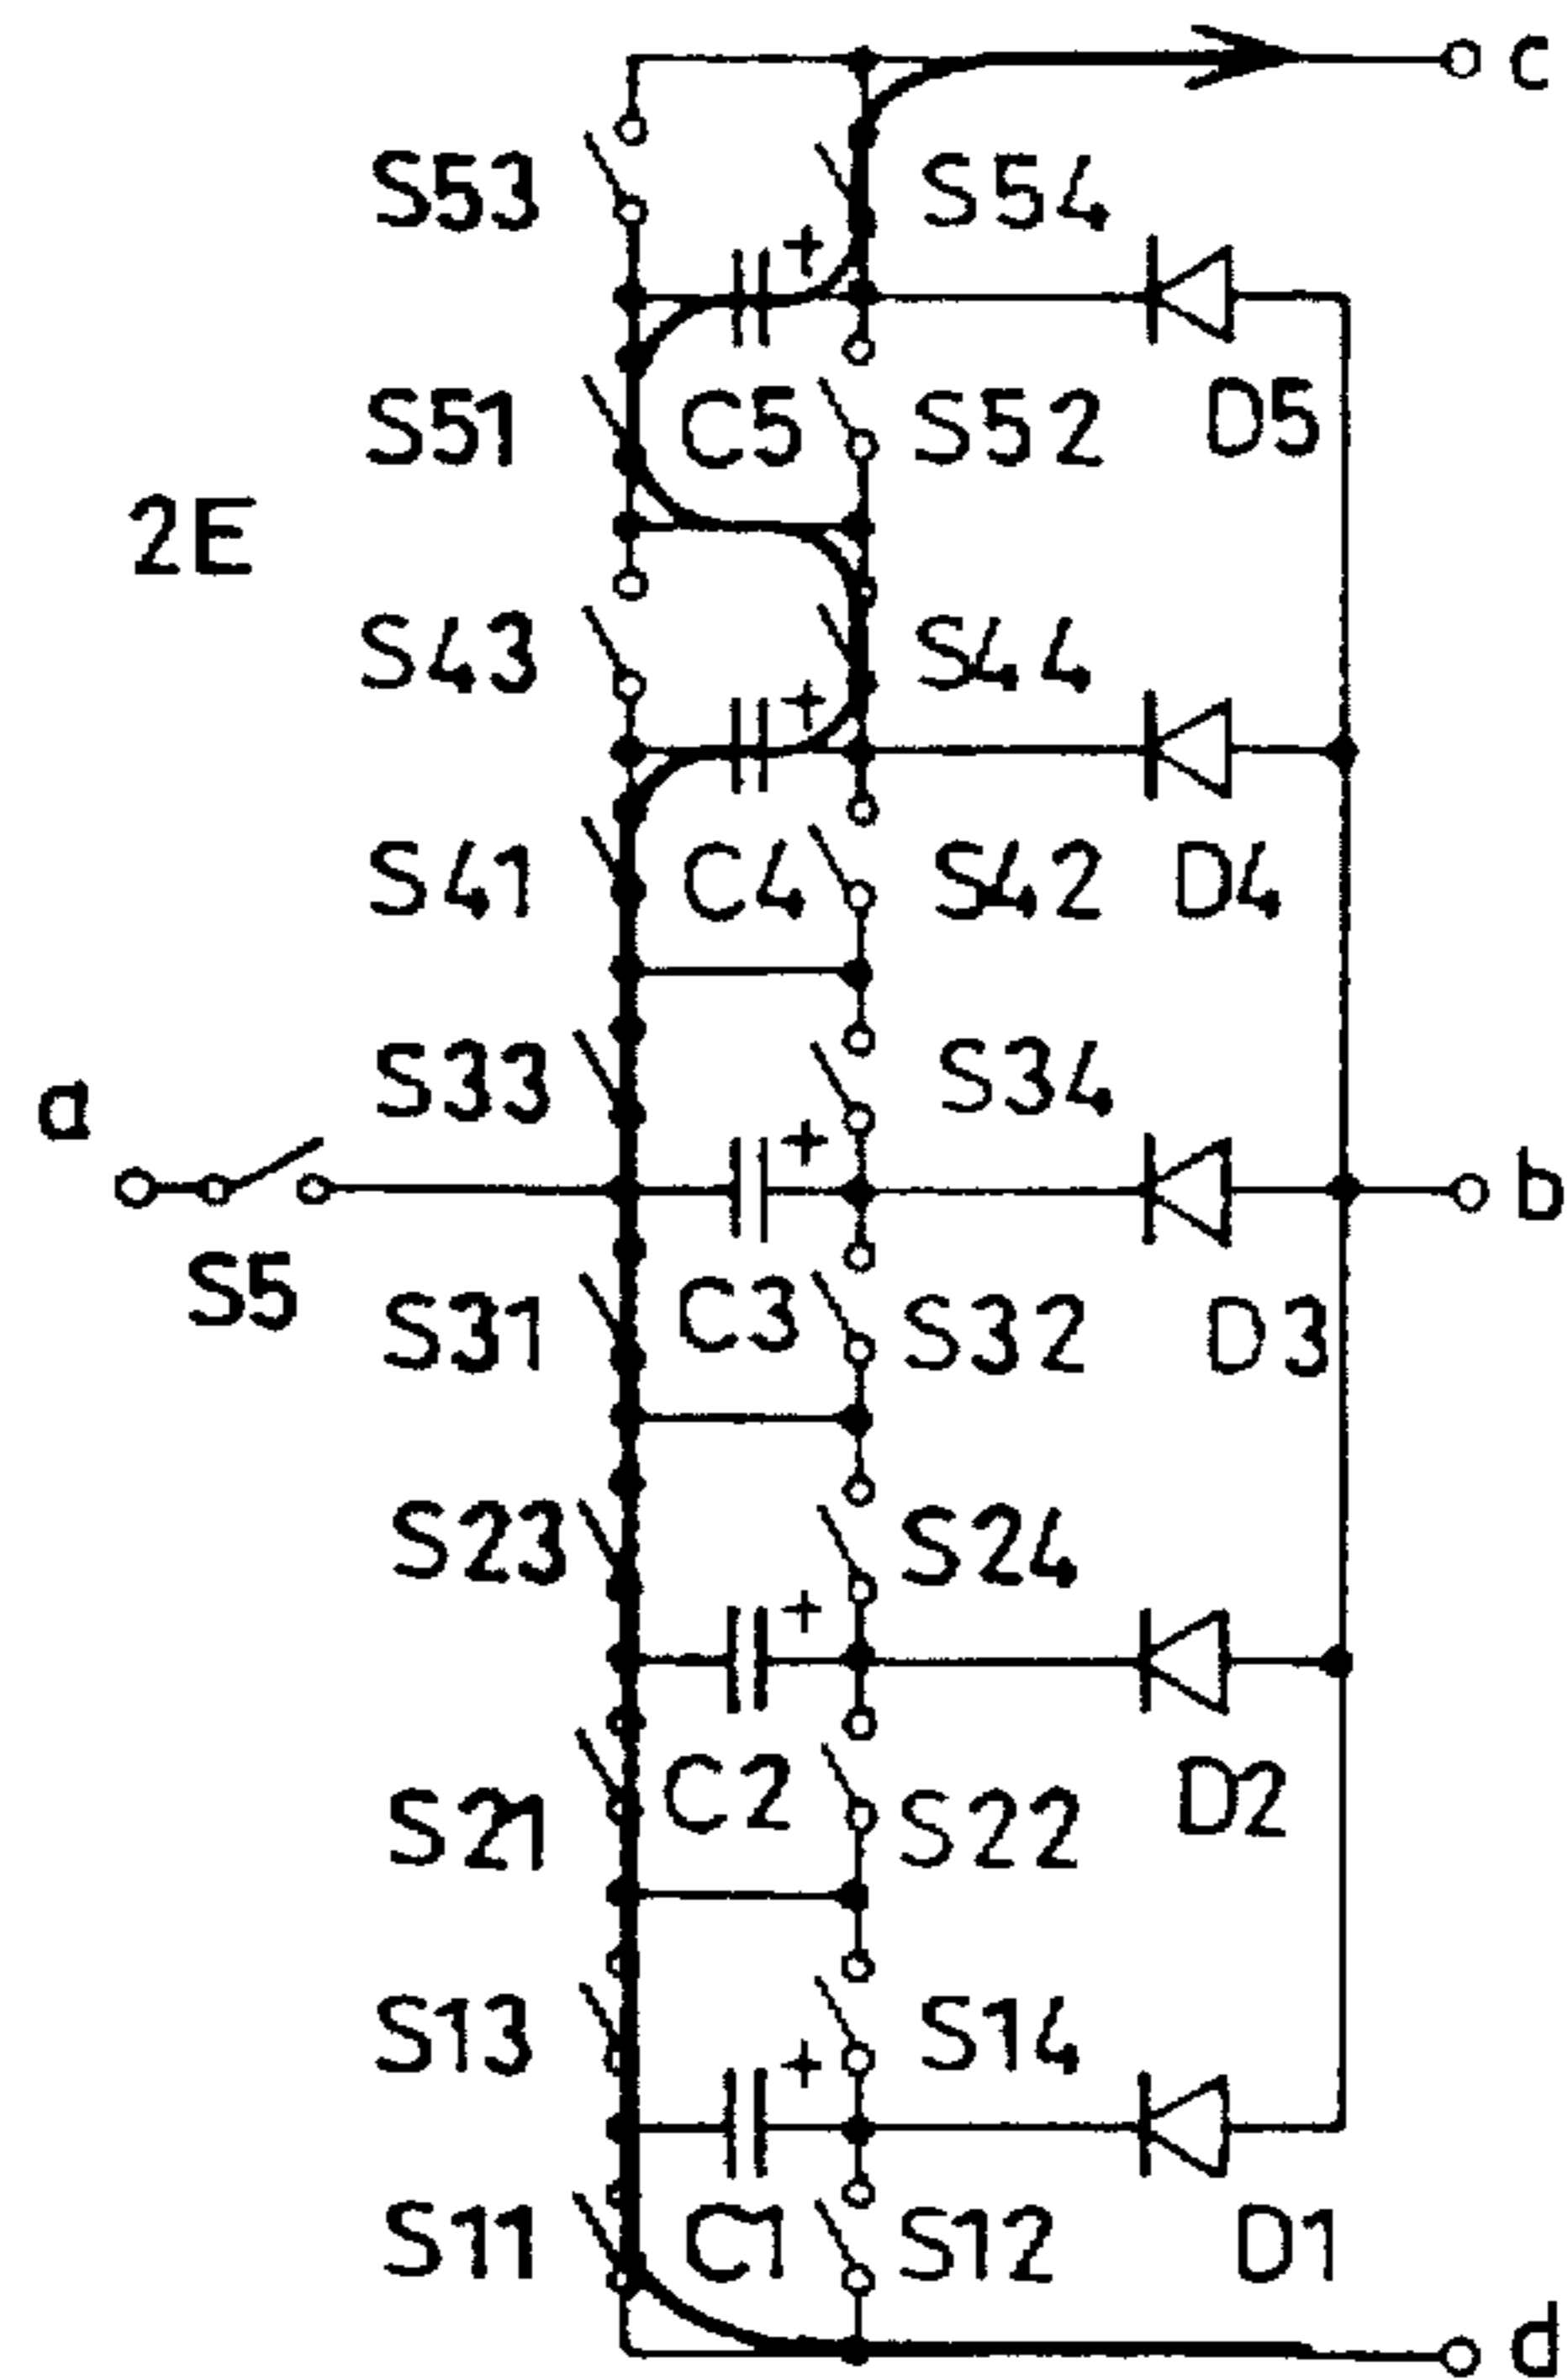 c
S53 + S54
S51 C5 S52 D5
2E
S43 S44
+
S41 C4 S42 D4
S33 S34
a
+
b
S5
S31 C3 S32 D3
S23 S24
+
S21 C2 S22 D2
S13 S14
+
S11 C1 S12 D1
d